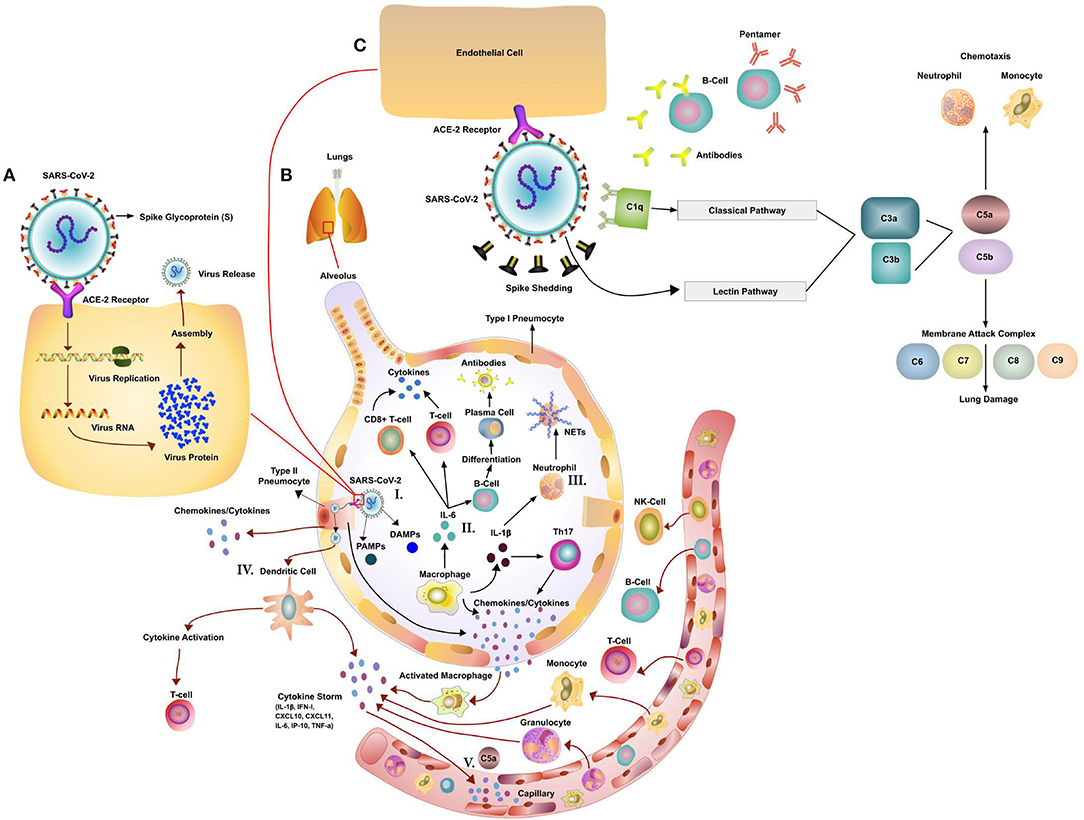 A
SARS-CoV-2
Spike Glycoprotein (S)
Virus Release
ACE-2 Receptor
Assembly
Virus Replication
Virus RNA
Virus Protein
B
Lungs
Alveolus
Type I Pneumocyte
Cytokines
Antibodies
CD8+ T-cell
T-cell
Plasma Cell
NETs
Differentiation
Neutrophil
III.
Type II
Pneumocyte
SARS-CoV-2
I.
B-Cell
IL-6
II.
IL-1β
Th17
DAMPs
PAMPs
Macrophage
Chemokines/Cytokines
Chemokines/Cytokines
IV.
Dendritic Cell
Cytokine Activation
T-cell
Cytokine Storm
(IL-1β, IFN-I,
CXCL10, CXCL11,
IL-6, IP-10, TNF-a)
Activated Macrophage
Monocyte
Granulocyte
V.
C5a
Capillary
NK-Cell
B-Cell
T-Cell
C
Endothelial Cell
ACE-2 Receptor
SARS-CoV-2
Spike Shedding
Pentamer
B-Cell
Antibodies
C1q
Classical Pathway
Lectin Pathway
C3a
C3b
Chemotaxis
Neutrophil
Monocyte
C5a
C5b
Membrane Attack Complex
C6
C7
C8
C9
Lung Damage